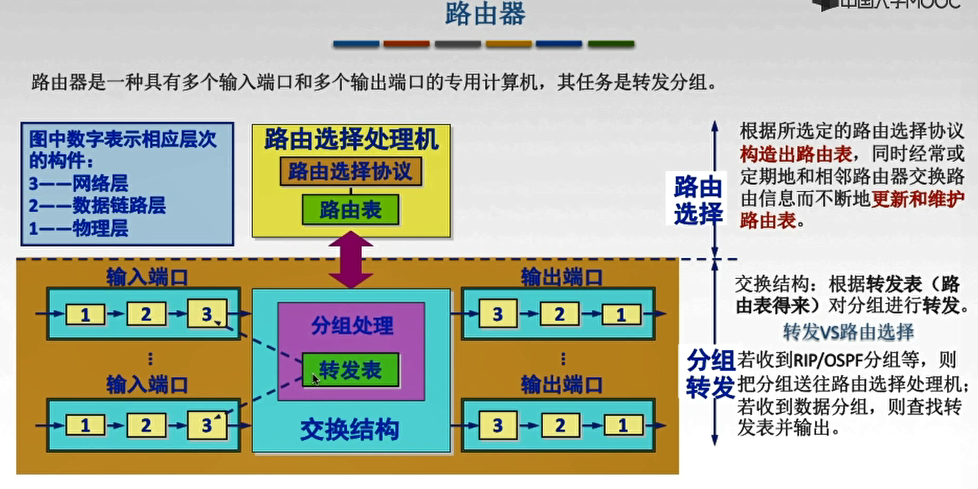 中国大学MOOC
路由器
路由器是一种具有多个输入端口和多个输出端口的专用计算机，其任务是转发分组。
图中数字表示相应层次
的构件：
3——网络层
2——数据链路层
1——物理层
路由选择处理机
路由选择协议
路由表
路由
选择
根据所选定的路由选择协议
构造出路由表，同时经常或
定期地和相邻路由器交换路
由信息而不断地更新和维护
路由表。
输入端口
1 2 3
⋮
输入端口
1 2 3
分组处理
转发表
交换结构
输出端口
3 2 1
⋮
输出端口
3 2 1
分组
转发
交换结构：根据转发表（路
由表得来）对分组进行转发。
转发VS路由选择
若收到RIP/OSPF分组等，则
把分组送往路由选择处理机；
若收到数据分组，则查找转
发表并输出。